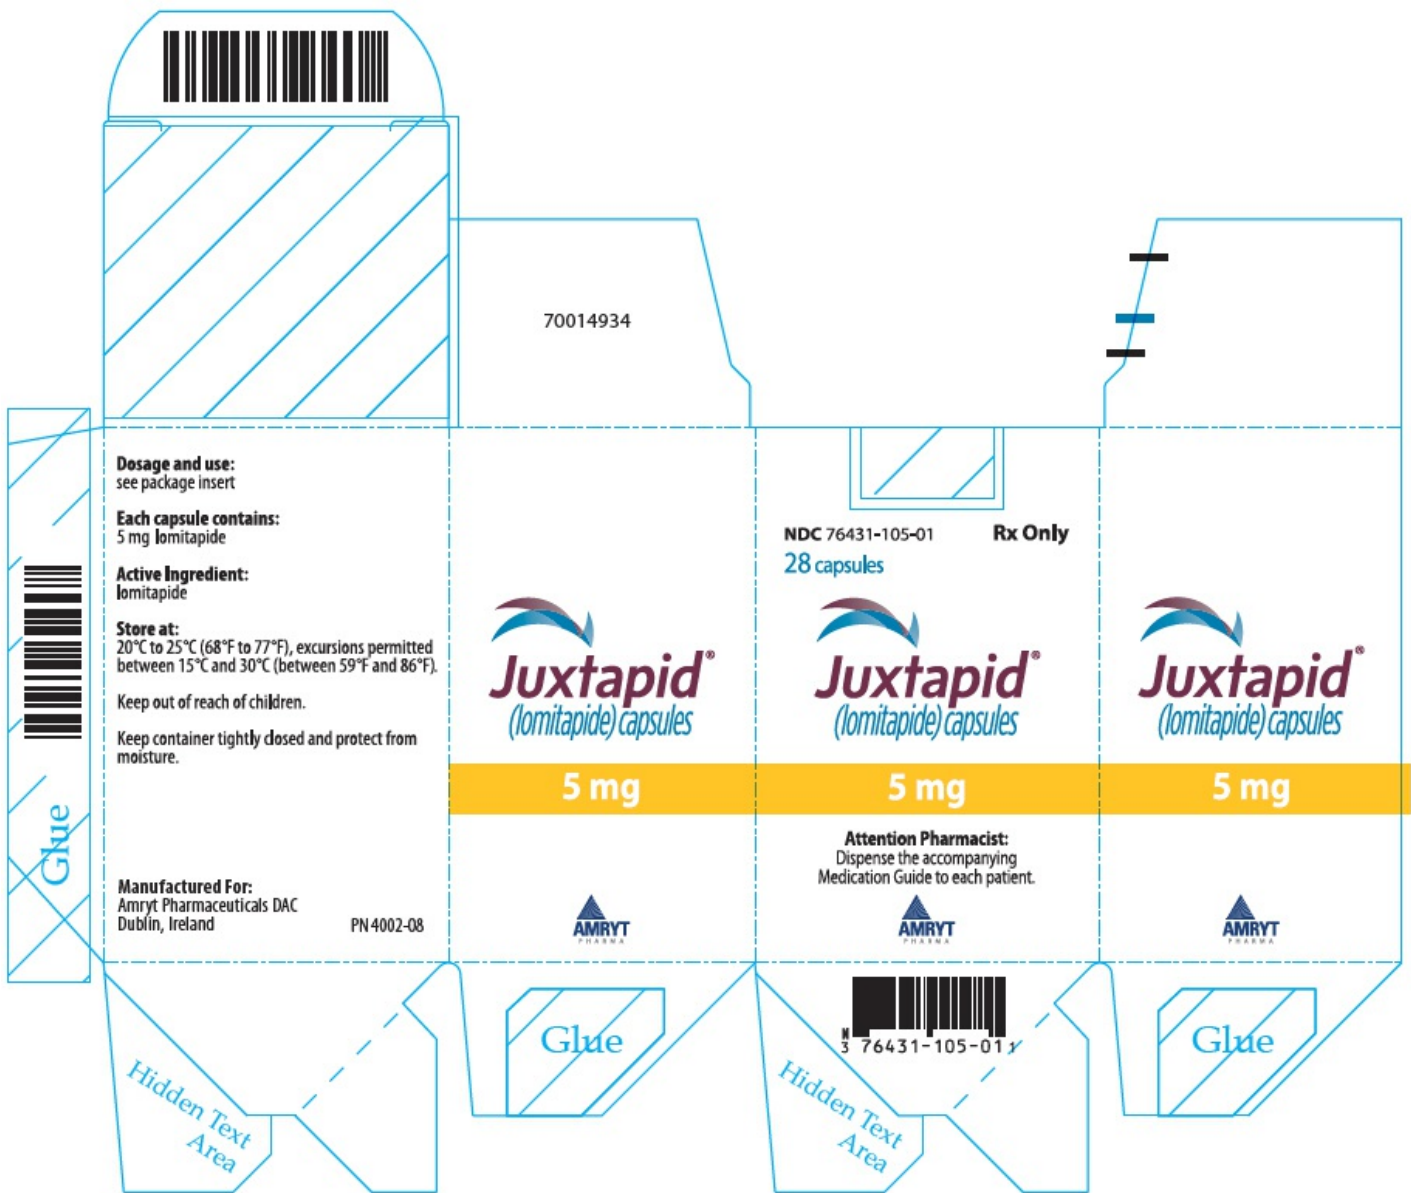 70014934
Dosage and use:
see package insert
Each capsule contains:
5 mg lomitapide
Active Ingredient:
lomitapide
Store at:
20°C to 25°C (68°F to 77°F), excursions permitted
between 15°C and 30°C (between 59°F and 86°F).
Keep out of reach of children.
Keep container tightly closed and protect from
moisture.
Manufactured For:
Amryt Pharmaceuticals DAC
Dublin, Ireland
PN 4002-08
Glue
Juxtapid®
(lomitapide) capsules
5 mg
AMRYT
PHARMA
NDC 76431-105-01
Rx Only
28 capsules
Juxtapid®
(lomitapide) capsules
5 mg
Attention Pharmacist:
Dispense the accompanying
Medication Guide to each patient.
AMRYT
PHARMA
Juxtapid®
(lomitapide) capsules
5 mg
AMRYT
PHARMA
Hidden Text
Area
Glue
N
3 76431-105-01 1
Hidden Text
Area
Glue